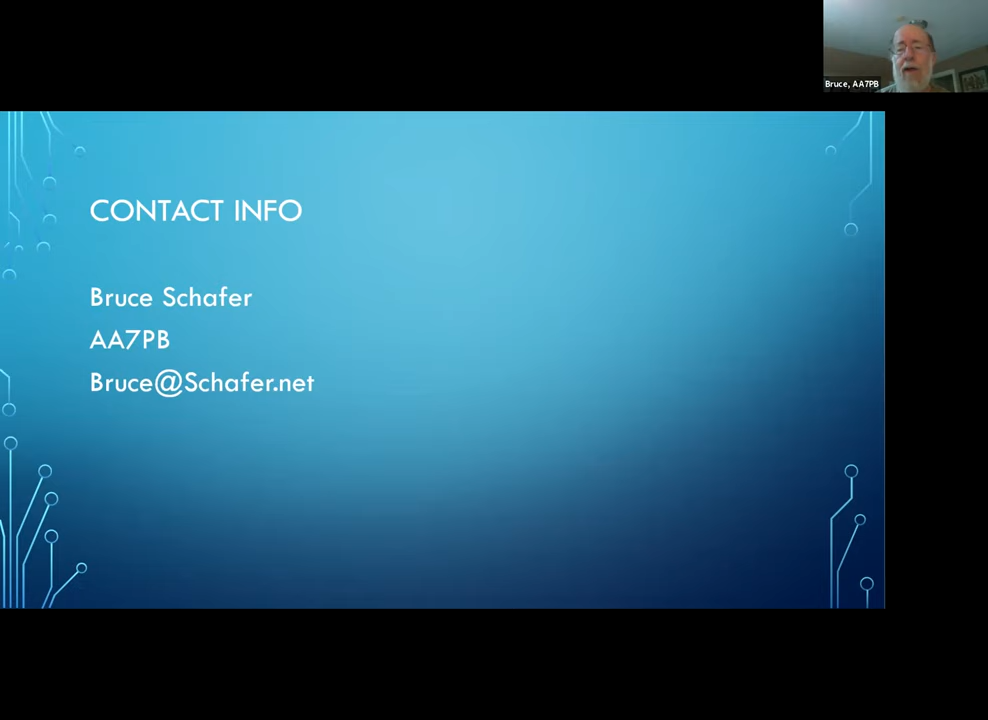 Bruce, AA7PB
CONTACT INFO
Bruce Schafer
AA7PB
Bruce@Schafer.net